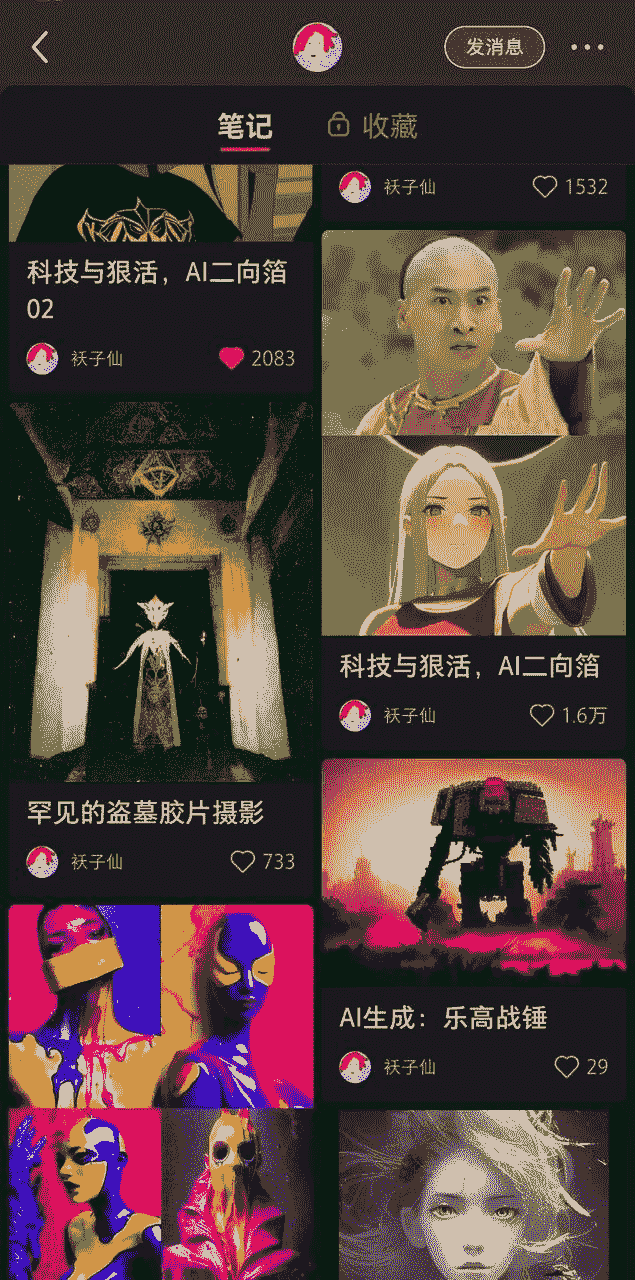 发消息
笔记
收藏
科技与狠活，AI二向箔
02
袄子仙
2083
罕见的盗墓胶片摄影
袄子仙
733
袄子仙
1532
科技与狠活，AI二向箔
袄子仙
1.6万
AI生成：乐高战锤
袄子仙
29